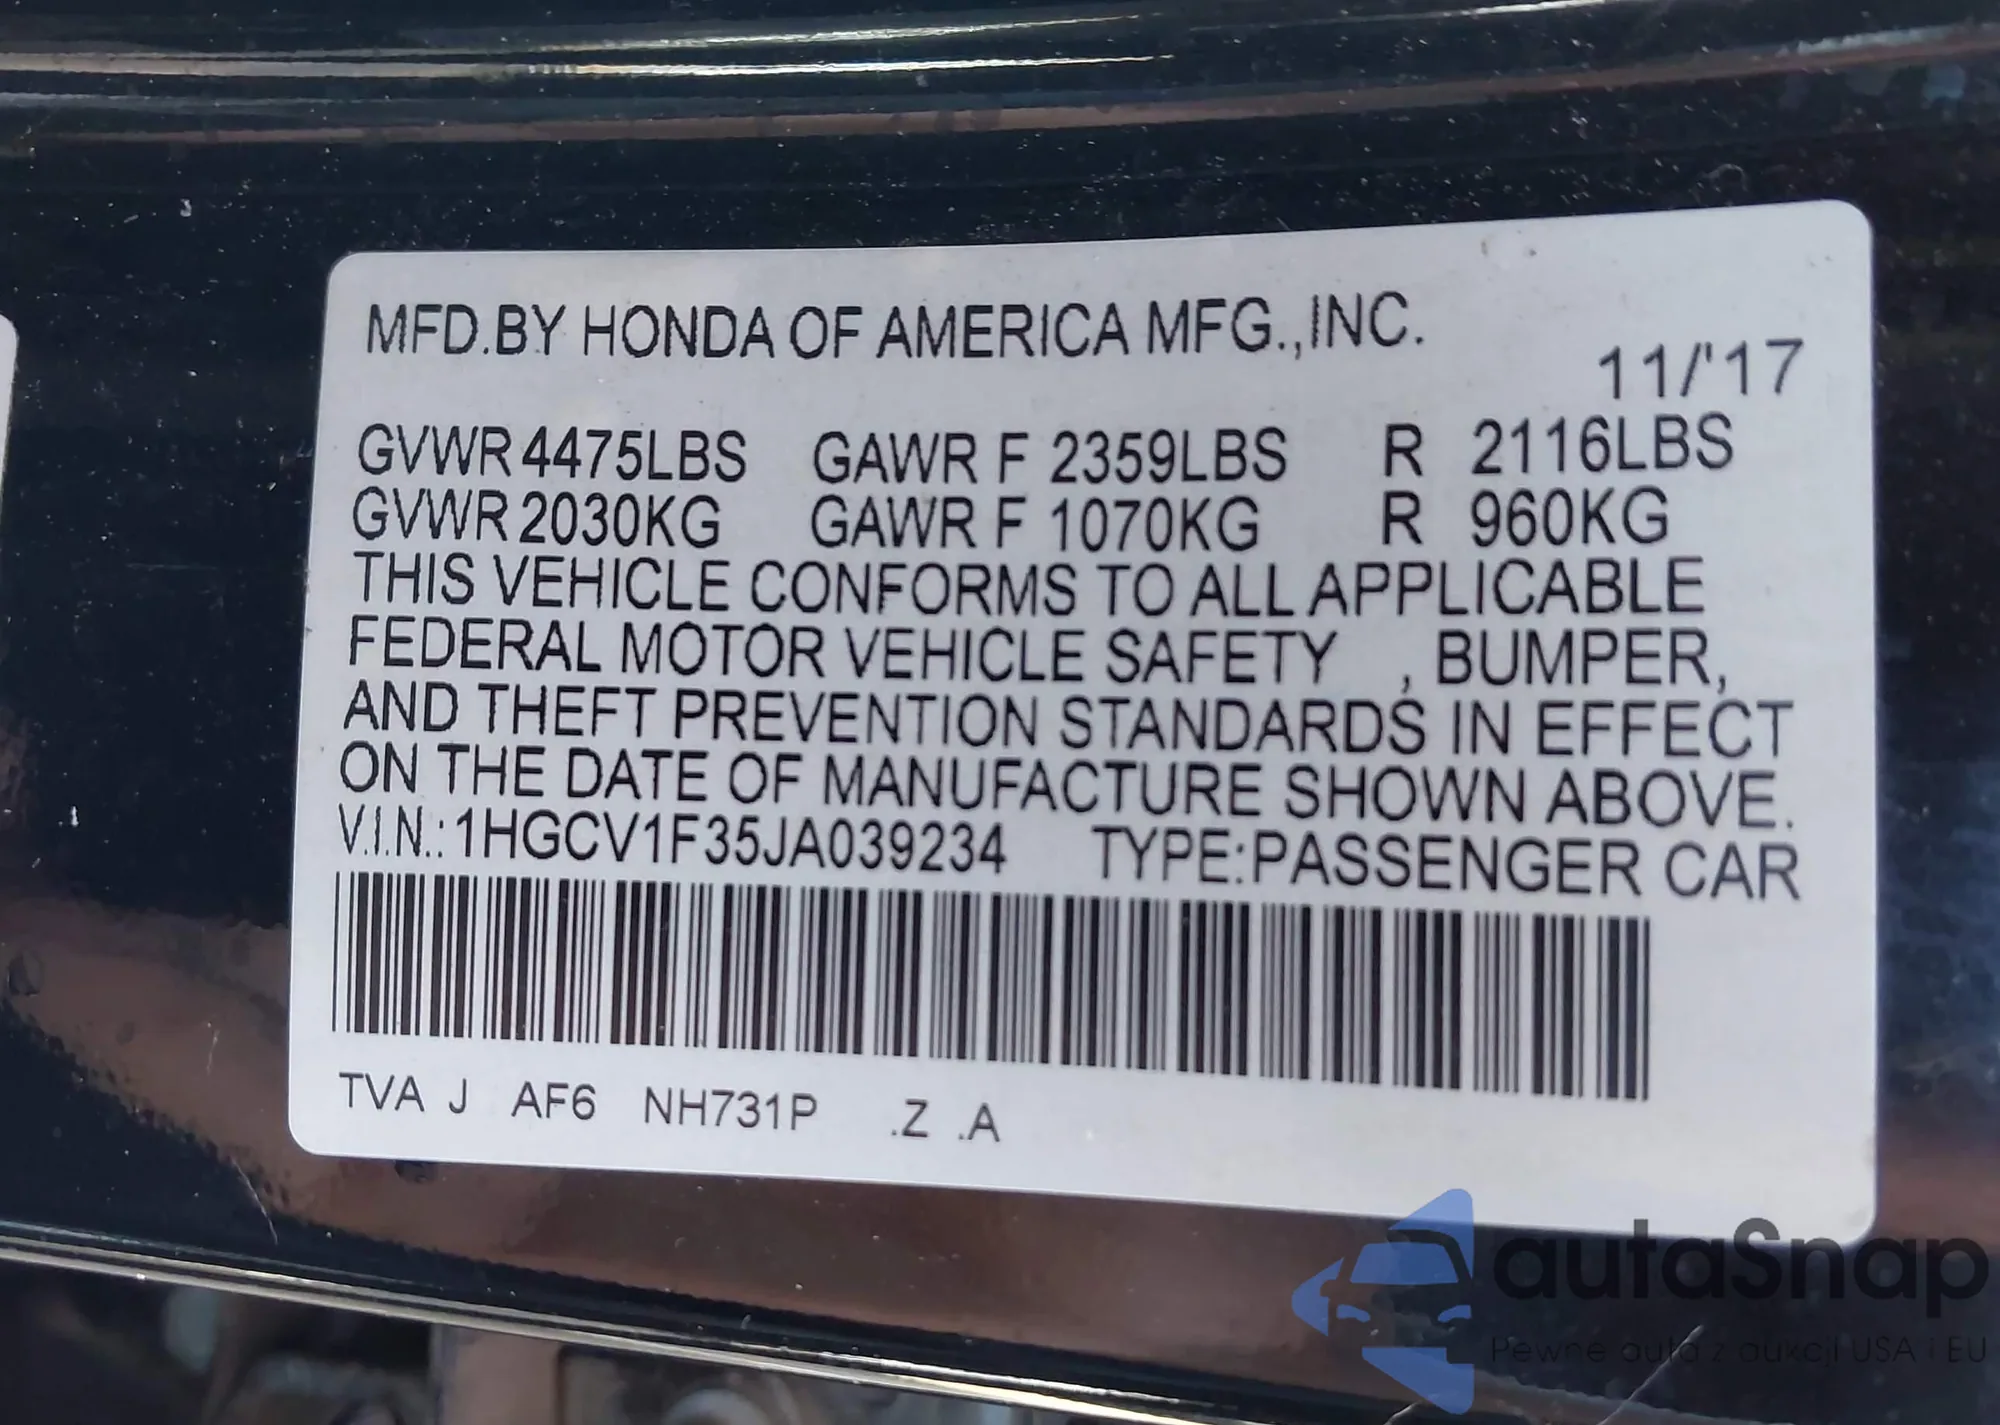 MFD.BY HONDA OF AMERICA MFG.,INC.
11/'17
GVWR 4475LBS GAWR F 2359LBS R 2116LBS
GVWR 2030KG GAWR F 1070KG R 960KG
THIS VEHICLE CONFORMS TO ALL APPLICABLE
FEDERAL MOTOR VEHICLE SAFETY , BUMPER,
AND THEFT PREVENTION STANDARDS IN EFFECT
ON THE DATE OF MANUFACTURE SHOWN ABOVE.
V.I.N.:1HGCV1F35JA039234 TYPE:PASSENGER CAR
TVA J AF6 NH731P .Z .A
autaSnap
Pewne auta z aukcji USA i EU